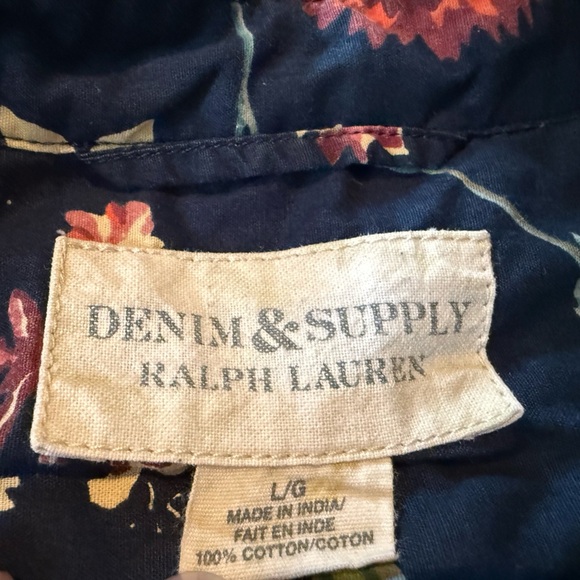 DENIM & SUPPLY
RALPH LAUREN
L/G
MADE IN INDIA/
FAIT EN INDE
100% COTTON/COTON